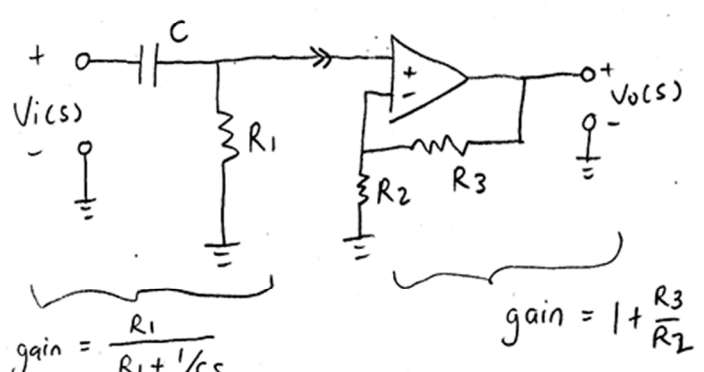 C
+
+
+
Vi(s)
-
Vo(s)
-
-
R1
R3
R2
gain = R1 / (R1 + 1/cs)
gain = 1 + R3/R2